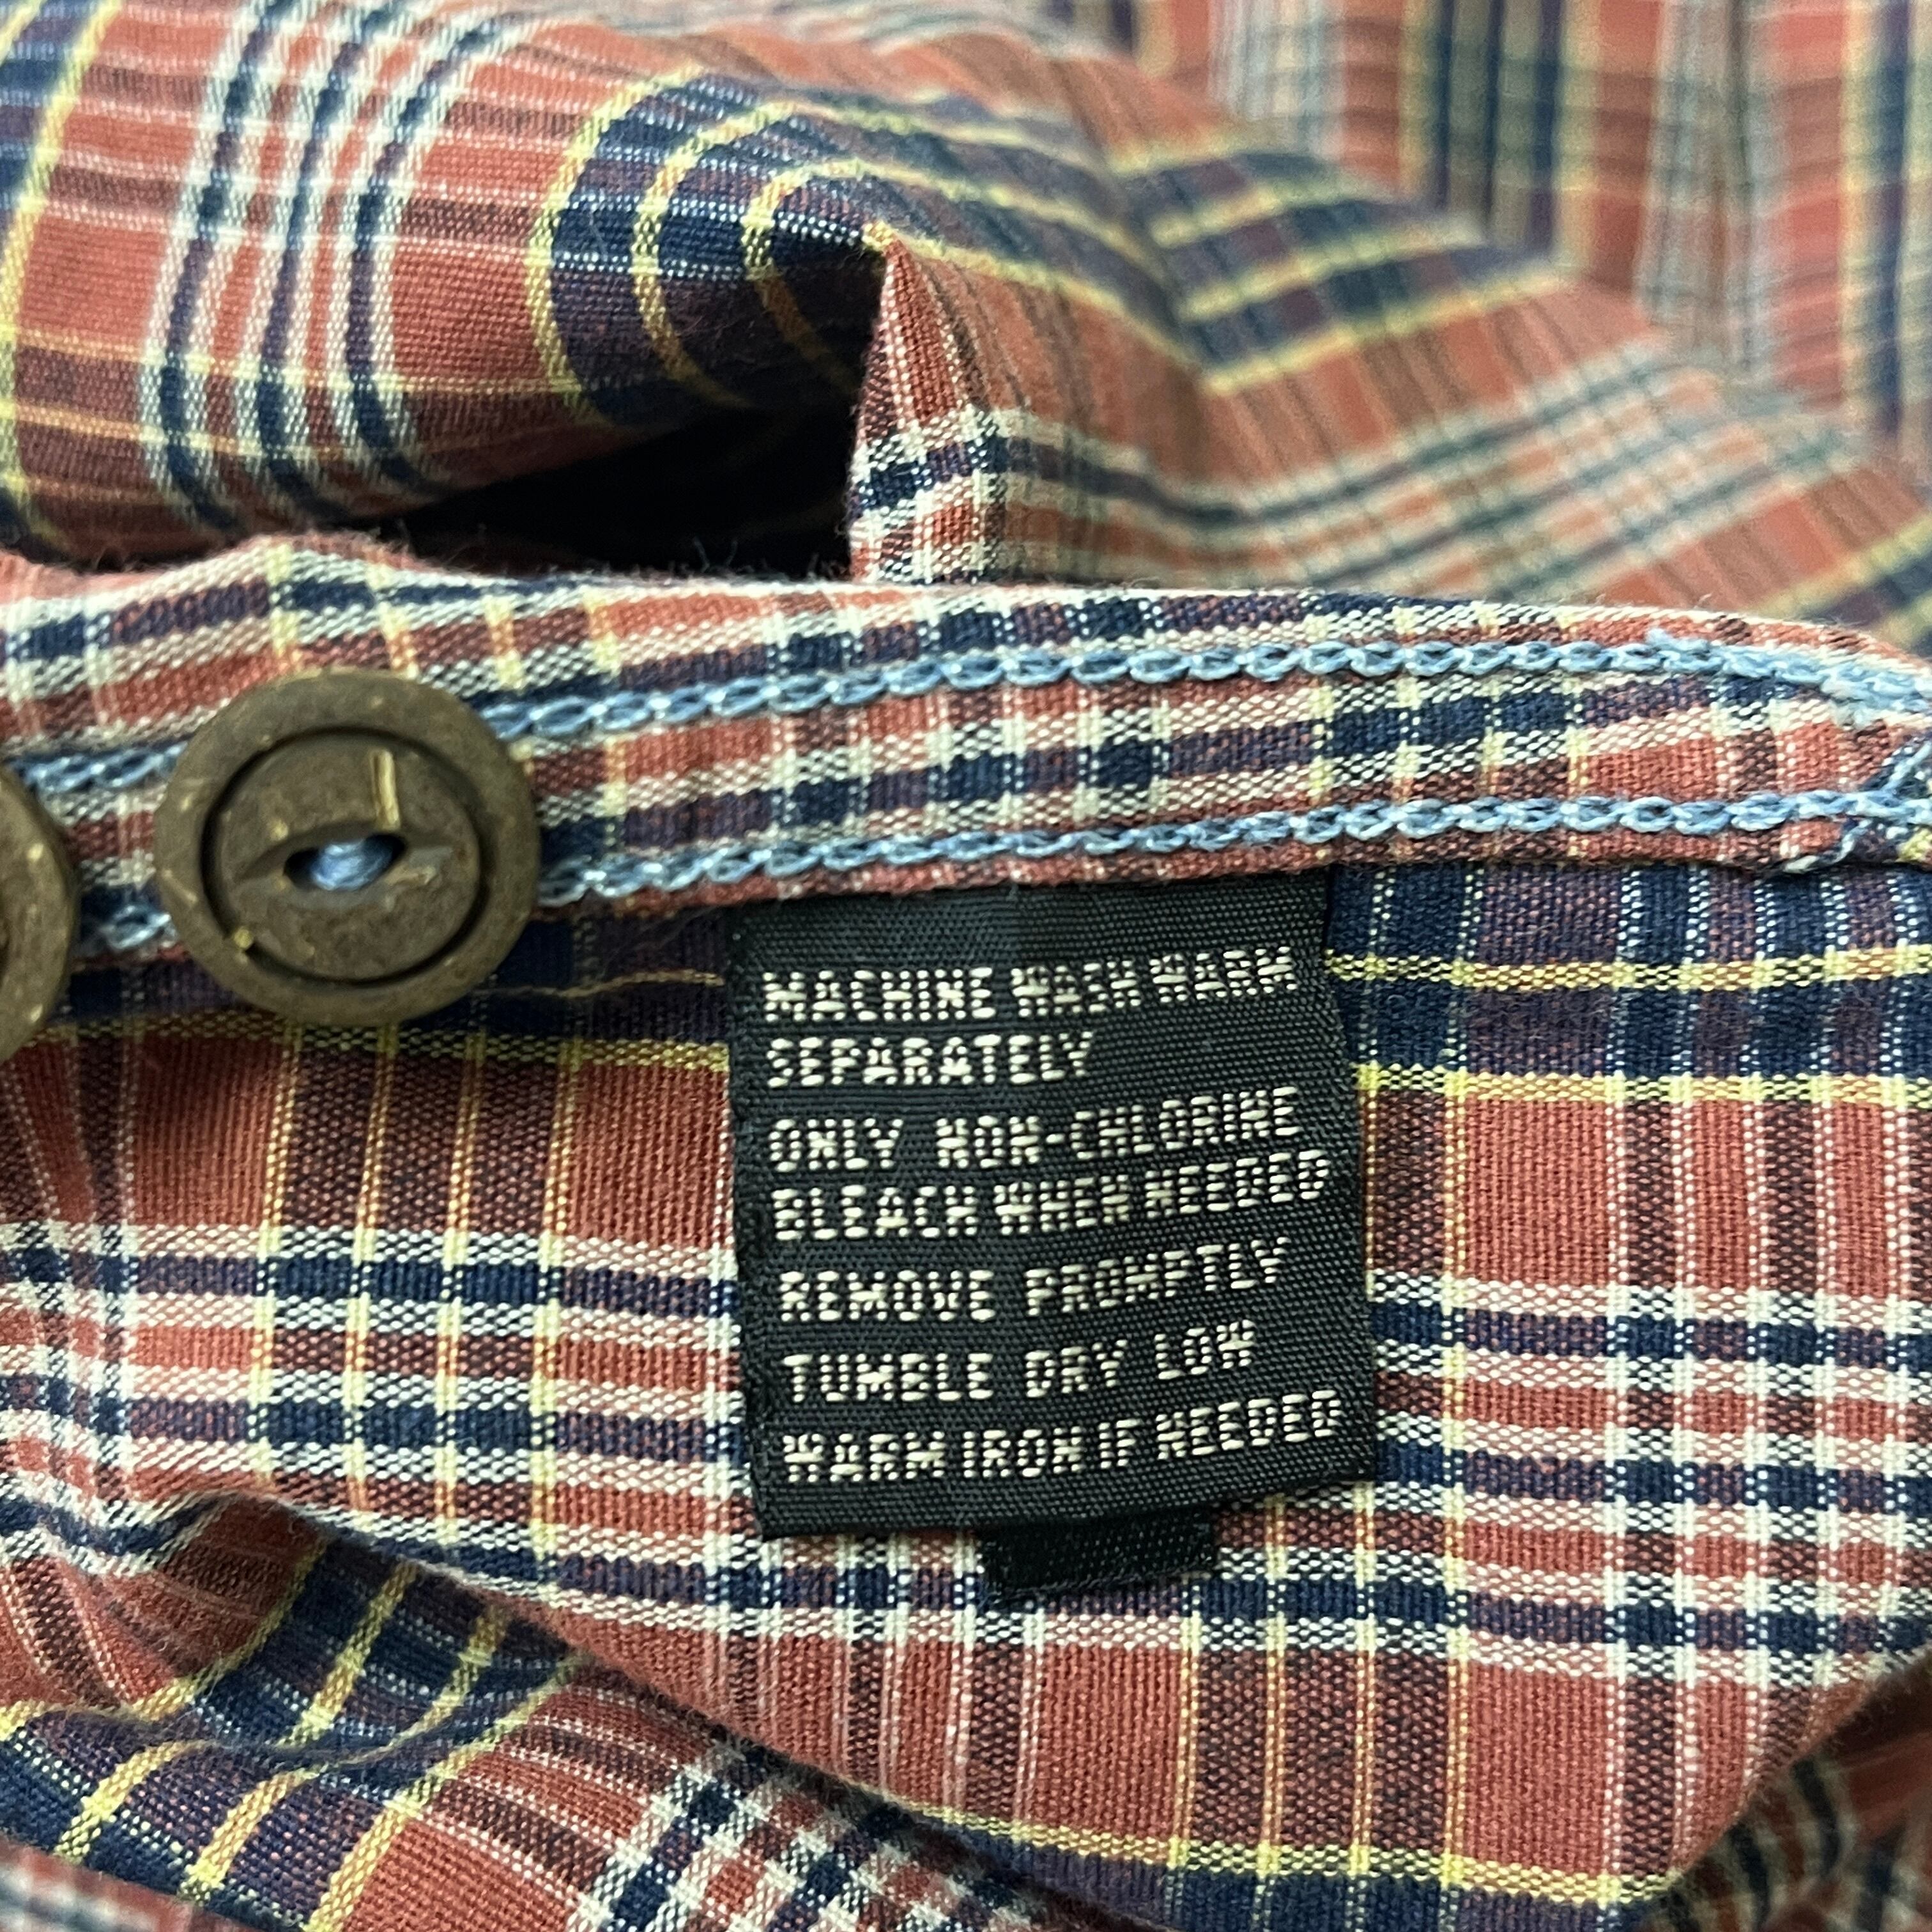 MACHINE WASH WARM
SEPARATELY
ONLY NON-CHLORINE
BLEACH WHEN NEEDED
REMOVE PROMPTLY
TUMBLE DRY LOW
WARM IRON IF NEEDED